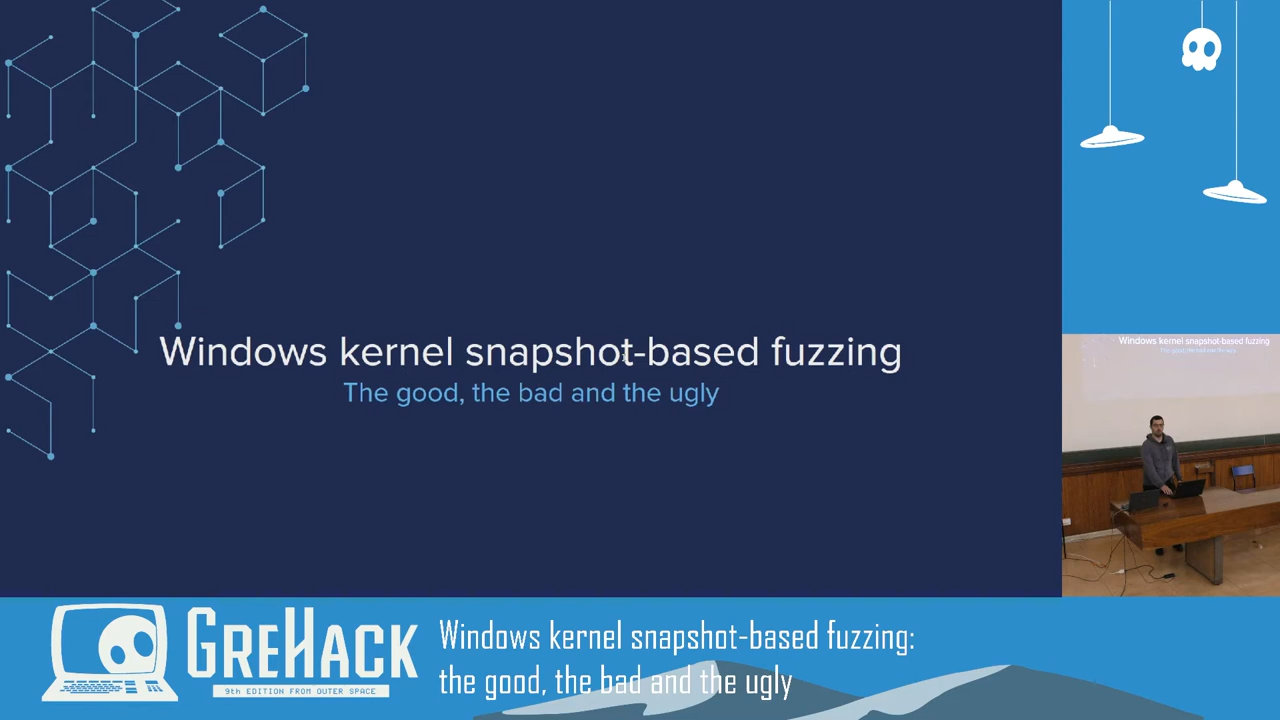 Windows kernel snapshot-based fuzzing
The good, the bad and the ugly
Windows kernel snapshot-based fuzzing
GREHACK
9th EDITION FROM OUTER SPACE
Windows kernel snapshot-based fuzzing:
the good, the bad and the ugly